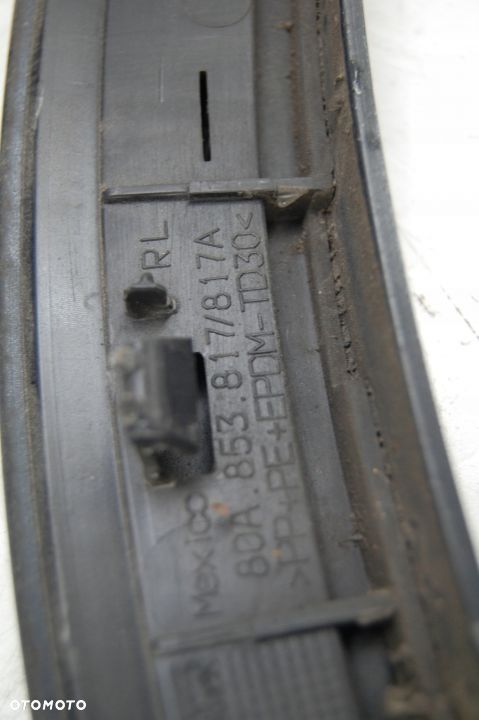 RL
Mexico
80A.853.817/817A
>PP+PE+EPDM-TD30<
OTOMOTO